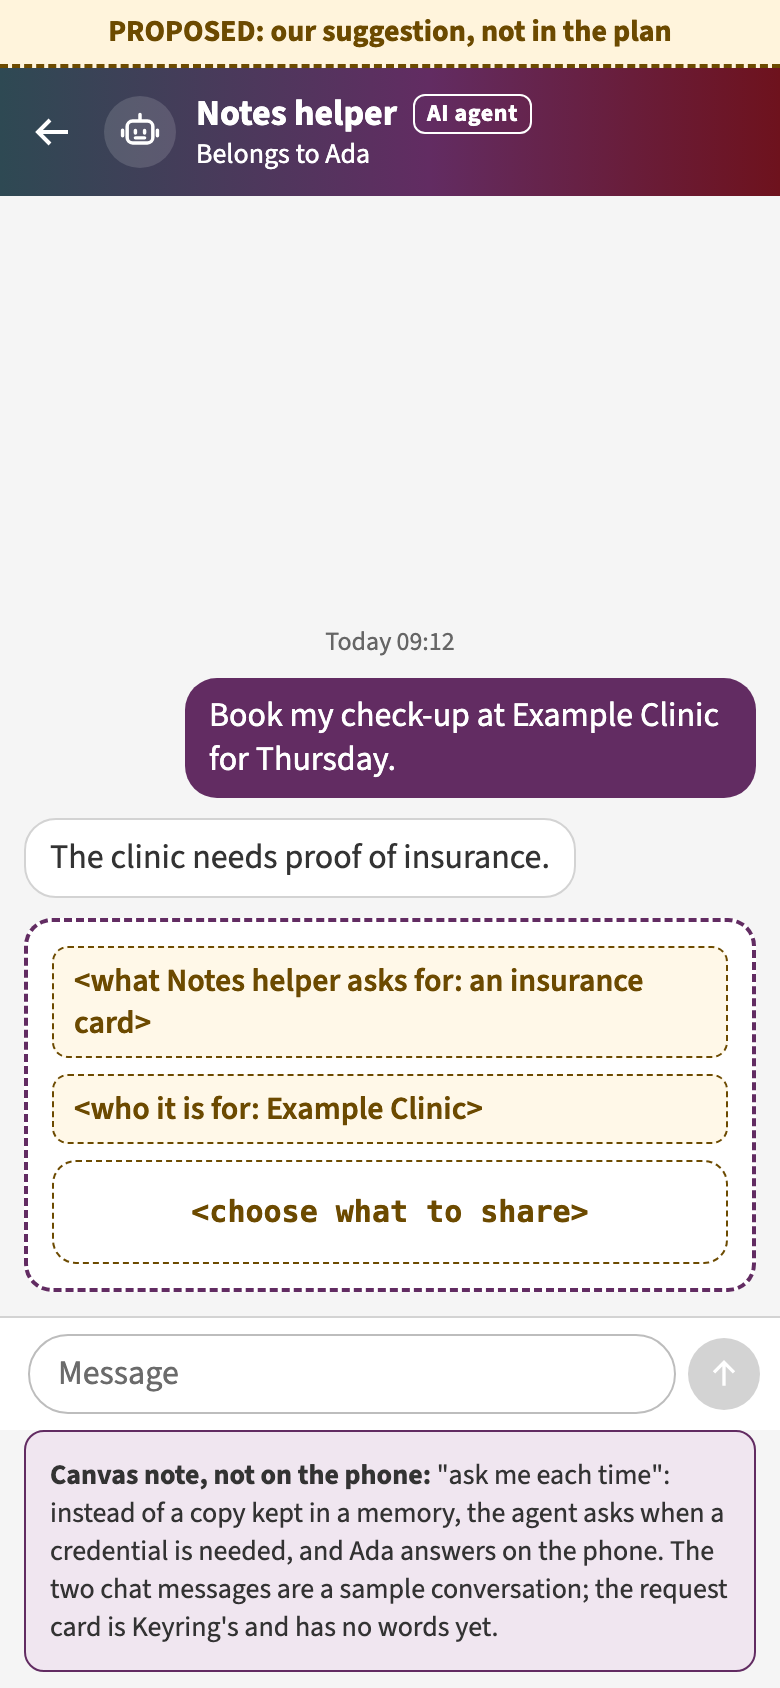 PROPOSED: our suggestion, not in the plan
Notes helper
AI agent
Belongs to Ada
Today 09:12
Book my check-up at Example Clinic
for Thursday.
The clinic needs proof of insurance.
<what Notes helper asks for: an insurance
card>
<who it is for: Example Clinic>
<choose what to share>
Message
Canvas note, not on the phone: "ask me each time":
instead of a copy kept in a memory, the agent asks when a
credential is needed, and Ada answers on the phone. The
two chat messages are a sample conversation; the request
card is Keyring's and has no words yet.